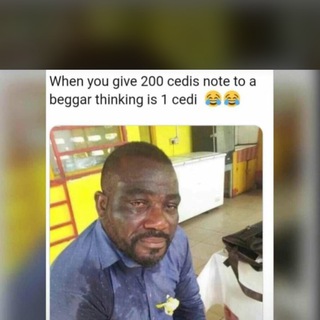 When you give 200 cedis note to a
beggar thinking is 1 cedi 😂😂